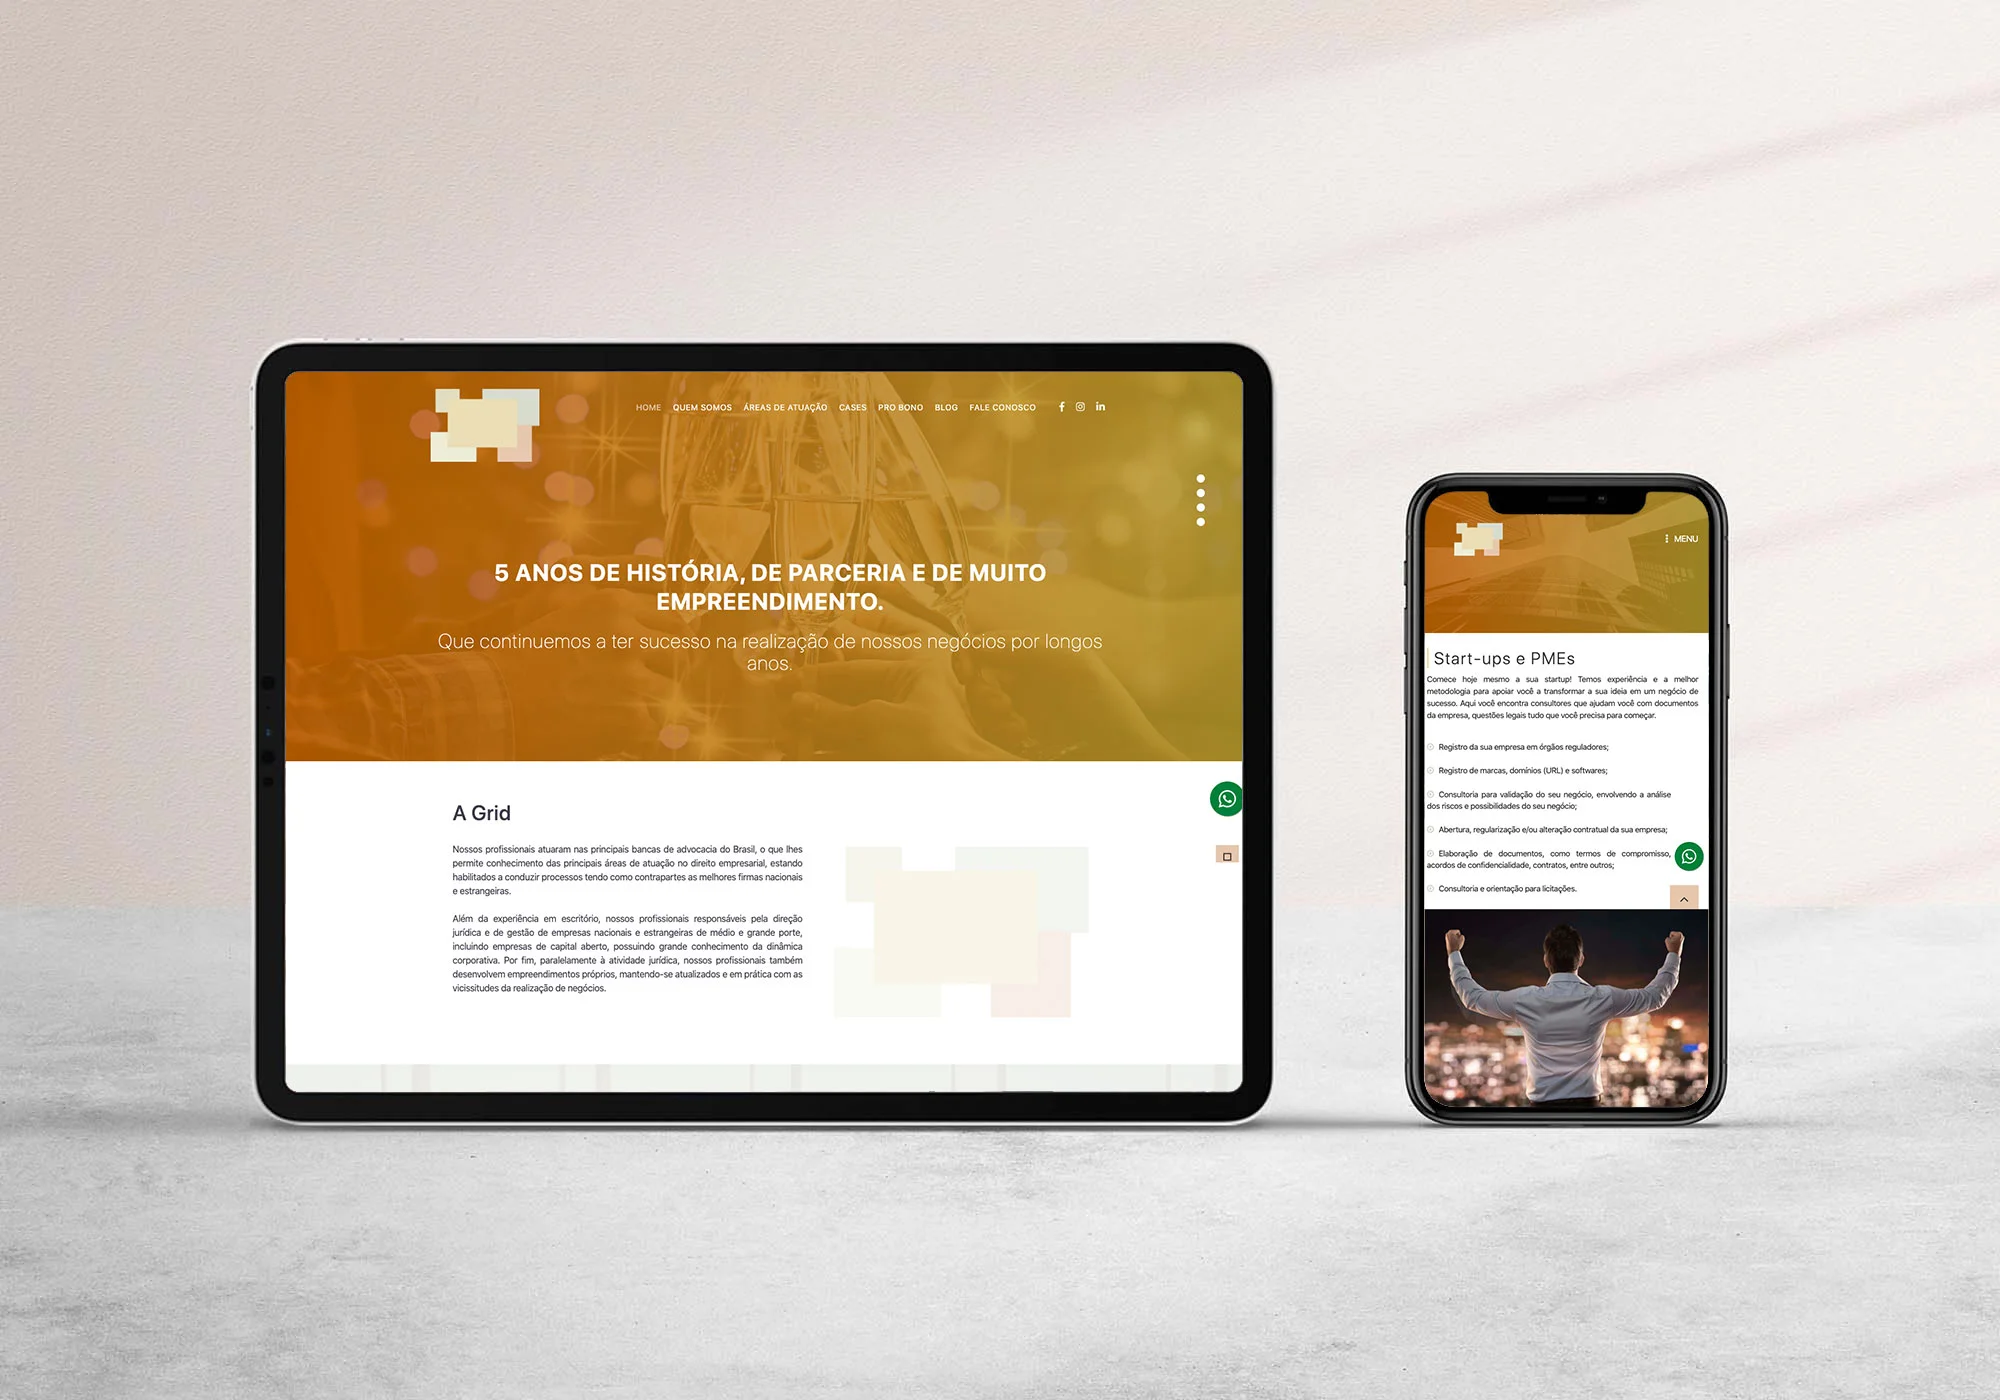 HOME QUEM SOMOS ÁREAS DE ATUAÇÃO CASES PRO BONO BLOG FALE CONOSCO
5 ANOS DE HISTÓRIA, DE PARCERIA E DE MUITO
EMPREENDIMENTO.
Que continuemos a ter sucesso na realização de nossos negócios por longos
anos.
A Grid
Nossos profissionais atuaram nas principais bancas de advocacia do Brasil, o que lhes
permite conhecimento das principais áreas de atuação no direito empresarial, estando
habilitados a conduzir processos tendo como contrapartes as melhores firmas nacionais
e estrangeiras.
Além da experiência em escritório, nossos profissionais responsáveis pela direção
jurídica e de gestão de empresas nacionais e estrangeiras de médio e grande porte,
incluindo empresas de capital aberto, possuindo grande conhecimento da dinâmica
corporativa. Por fim, paralelamente à atividade jurídica, nossos profissionais também
desenvolvem empreendimentos próprios, mantendo-se atualizados e em prática com as
vicissitudes da realização de negócios.
MENU
Start-ups e PMEs
Comece hoje mesmo a sua startup! Temos experiência e a melhor
metodologia para apoiar você a transformar a sua ideia em um negócio de
sucesso. Aqui você encontra consultores que ajudam você com documentos
da empresa, questões legais tudo que você precisa para começar.
Registro da sua empresa em órgãos reguladores;
Registro de marcas, domínios (URL) e softwares;
Consultoria para validação do seu negócio, envolvendo a análise
dos riscos e possibilidades do seu negócio;
Abertura, regularização e/ou alteração contratual da sua empresa;
Elaboração de documentos, como termos de compromisso,
acordos de confidencialidade, contratos, entre outros;
Consultoria e orientação para licitações.